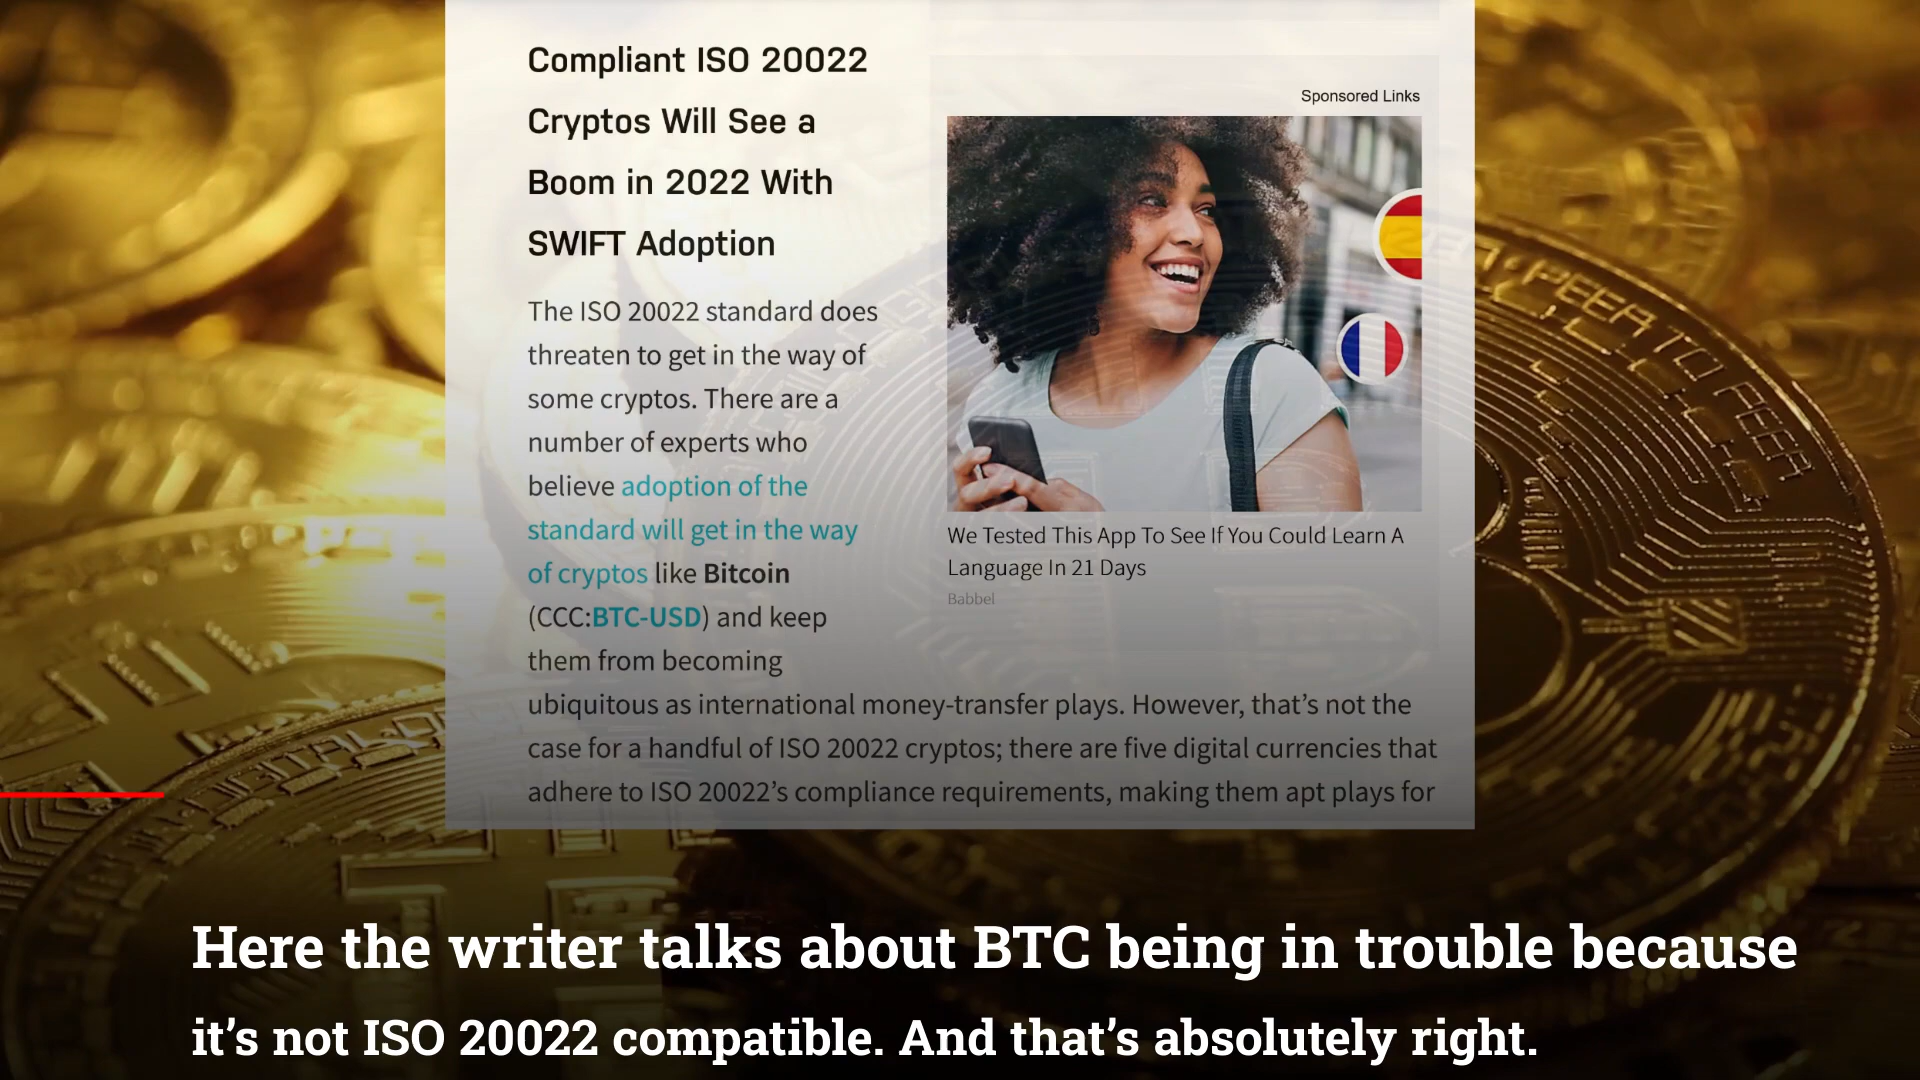 Compliant ISO 20022
Cryptos Will See a
Boom in 2022 With
SWIFT Adoption
The ISO 20022 standard does
threaten to get in the way of
some cryptos. There are a
number of experts who
believe adoption of the
standard will get in the way
of cryptos like Bitcoin
(CCC:BTC-USD) and keep
them from becoming
ubiquitous as international money-transfer plays. However, that’s not the
case for a handful of ISO 20022 cryptos; there are five digital currencies that
adhere to ISO 20022’s compliance requirements, making them apt plays for
Sponsored Links
We Tested This App To See If You Could Learn A
Language In 21 Days
Babbel
PEER TO PEER
Here the writer talks about BTC being in trouble because
it’s not ISO 20022 compatible. And that’s absolutely right.